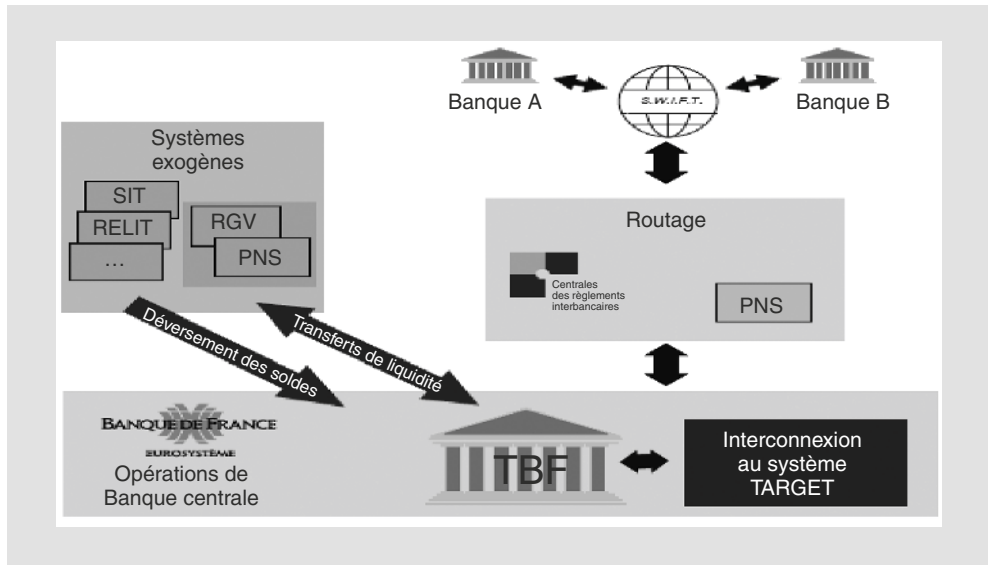 Banque A
S.W.I.F.T.
Banque B
Systèmes
exogènes
SIT
RELIT
...
RGV
PNS
Routage
Centrales
des règlements
interbancaires
PNS
Déversement des soldes
Transferts de liquidité
BANQUE DE FRANCE
EUROSYSTÈME
Opérations de
Banque centrale
TBF
Interconnexion
au système
TARGET